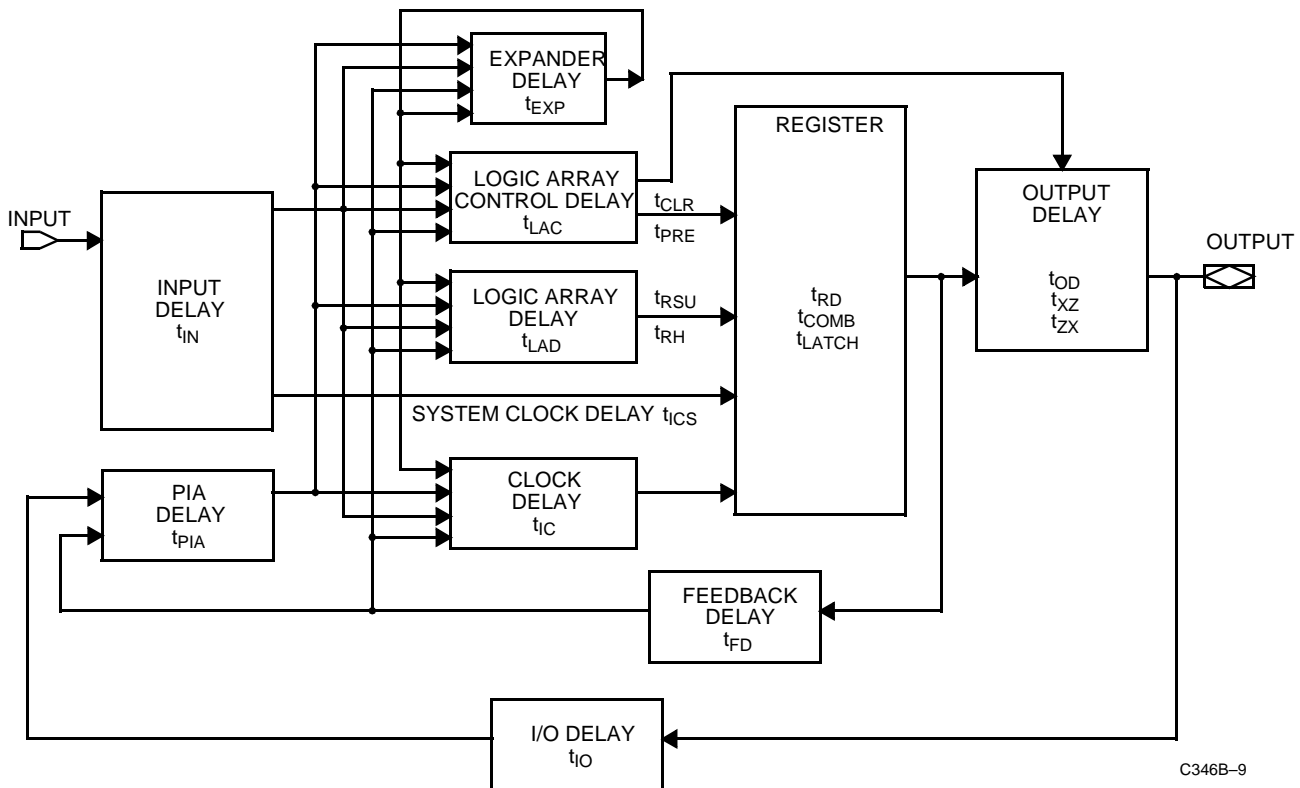 EXPANDER
DELAY
tEXP
REGISTER
LOGIC ARRAY
CONTROL DELAY
tLAC
tCLR
tPRE
OUTPUT
DELAY
tOD
tXZ
tZX
INPUT
OUTPUT
INPUT
DELAY
tIN
LOGIC ARRAY
DELAY
tLAD
tRSU
tRH
tRD
tCOMB
tLATCH
SYSTEM CLOCK DELAY tICS
PIA
DELAY
tPIA
CLOCK
DELAY
tIC
FEEDBACK
DELAY
tFD
I/O DELAY
tIO
C346B–9